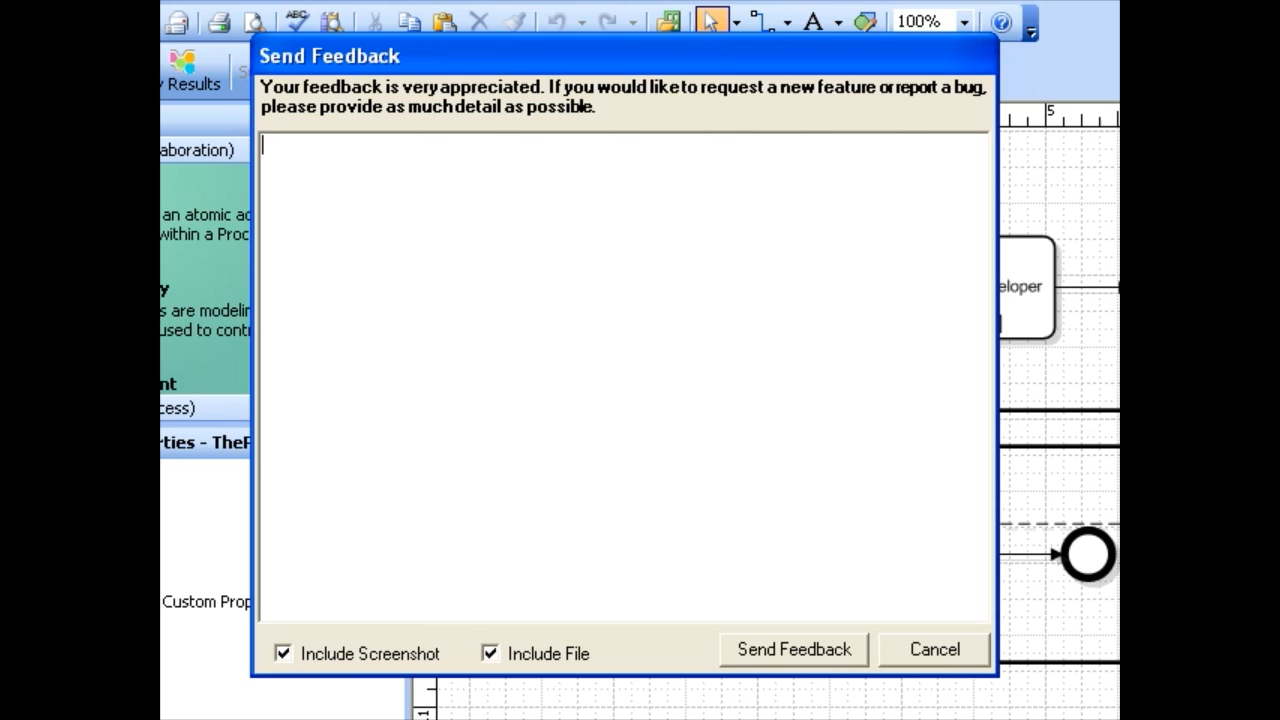 ABC
A
100%
Results
Send Feedback
Your feedback is very appreciated. If you would like to request a new feature or report a bug,
please provide as much detail as possible.
5
aboration)
an atomic ac
within a Proc
y
s are modelin
used to contr
nt
cess)
rties - TheP
Custom Prop
eloper
Include Screenshot
Include File
Send Feedback
Cancel